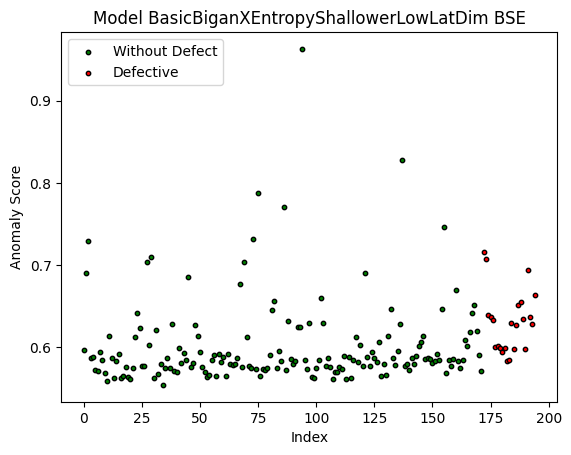 Model BasicBiganXEntropyShallowerLowLatDim BSE
Without Defect
Defective
Anomaly Score
0.9
0.8
0.7
0.6
0 25 50 75 100 125 150 175 200
Index